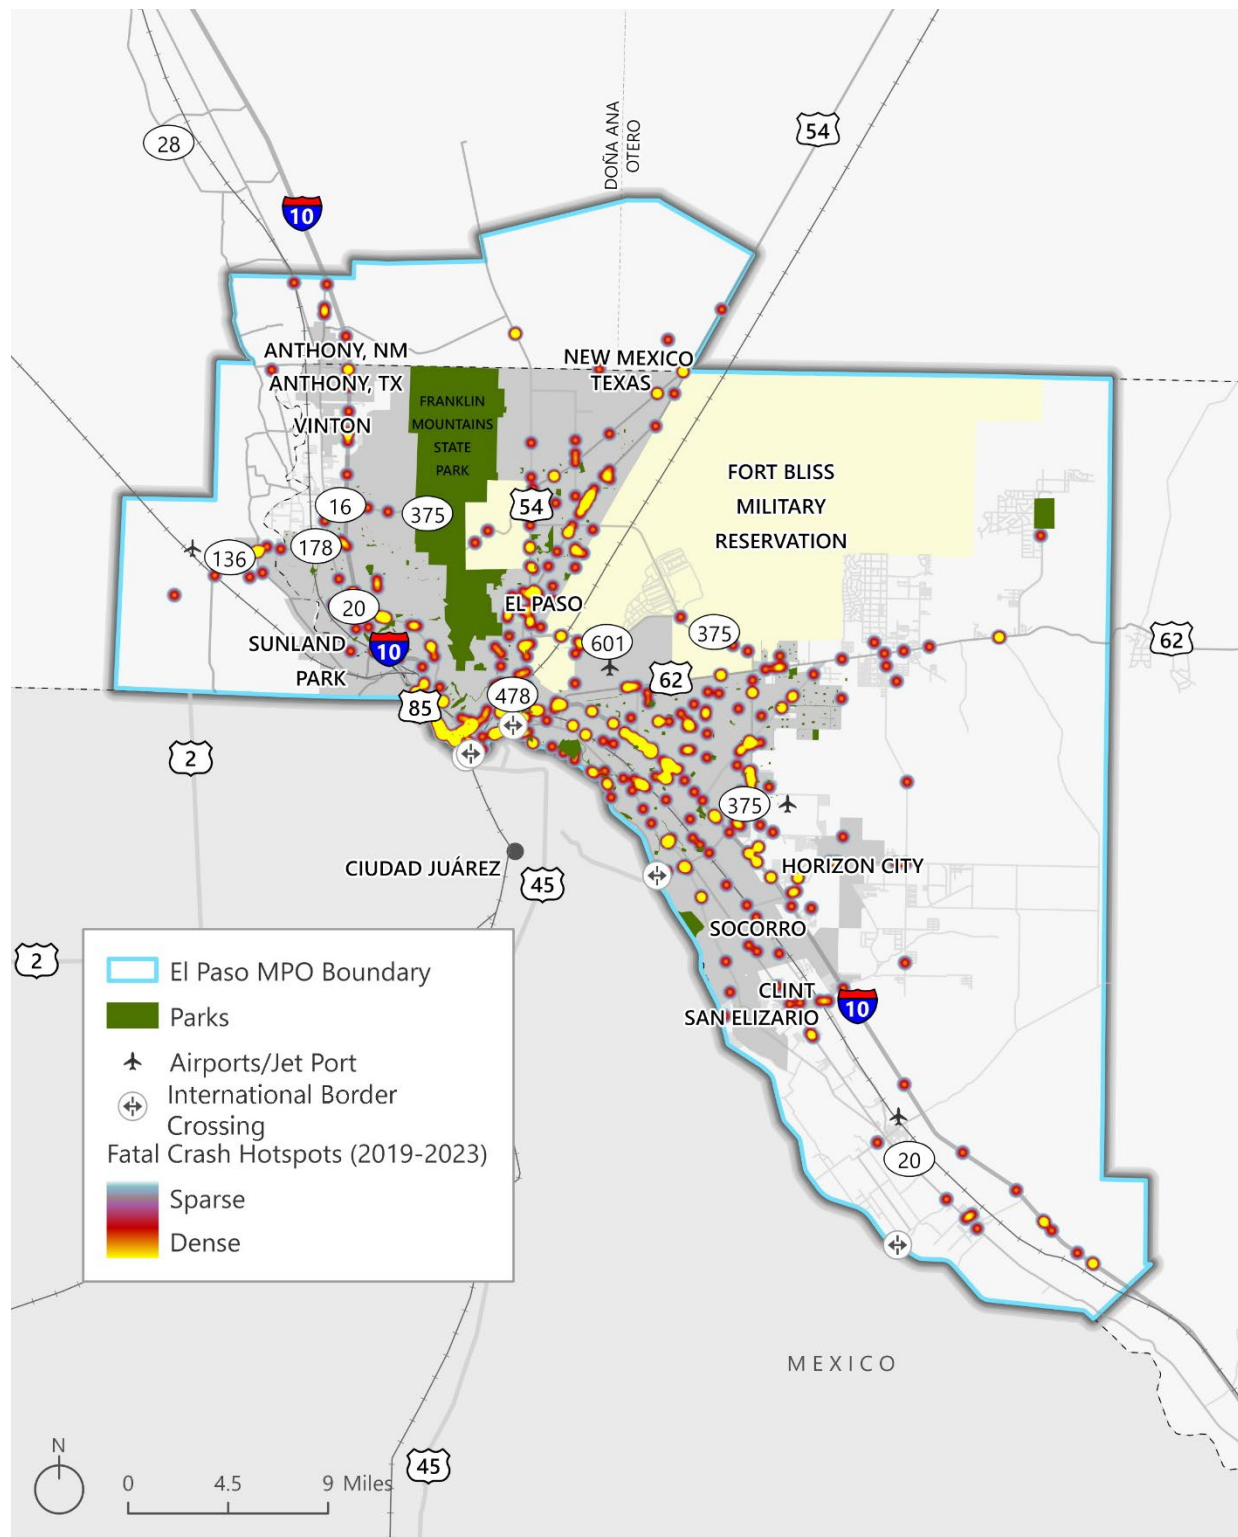 28
10
DOÑA ANA
OTERO
54
ANTHONY, NM
ANTHONY, TX
NEW MEXICO
TEXAS
VINTON
FRANKLIN
MOUNTAINS
STATE
PARK
FORT BLISS
MILITARY
RESERVATION
16
375
54
178
136
20
EL PASO
SUNLAND
PARK
10
601
375
62
62
85
478
2
375
CIUDAD JUÁREZ
45
HORIZON CITY
SOCORRO
2
CLINT
SAN ELIZARIO
10
20
El Paso MPO Boundary
Parks
Airports/Jet Port
International Border
Crossing
Fatal Crash Hotspots (2019-2023)
Sparse
Dense
MEXICO
45
N
0
4.5
9 Miles